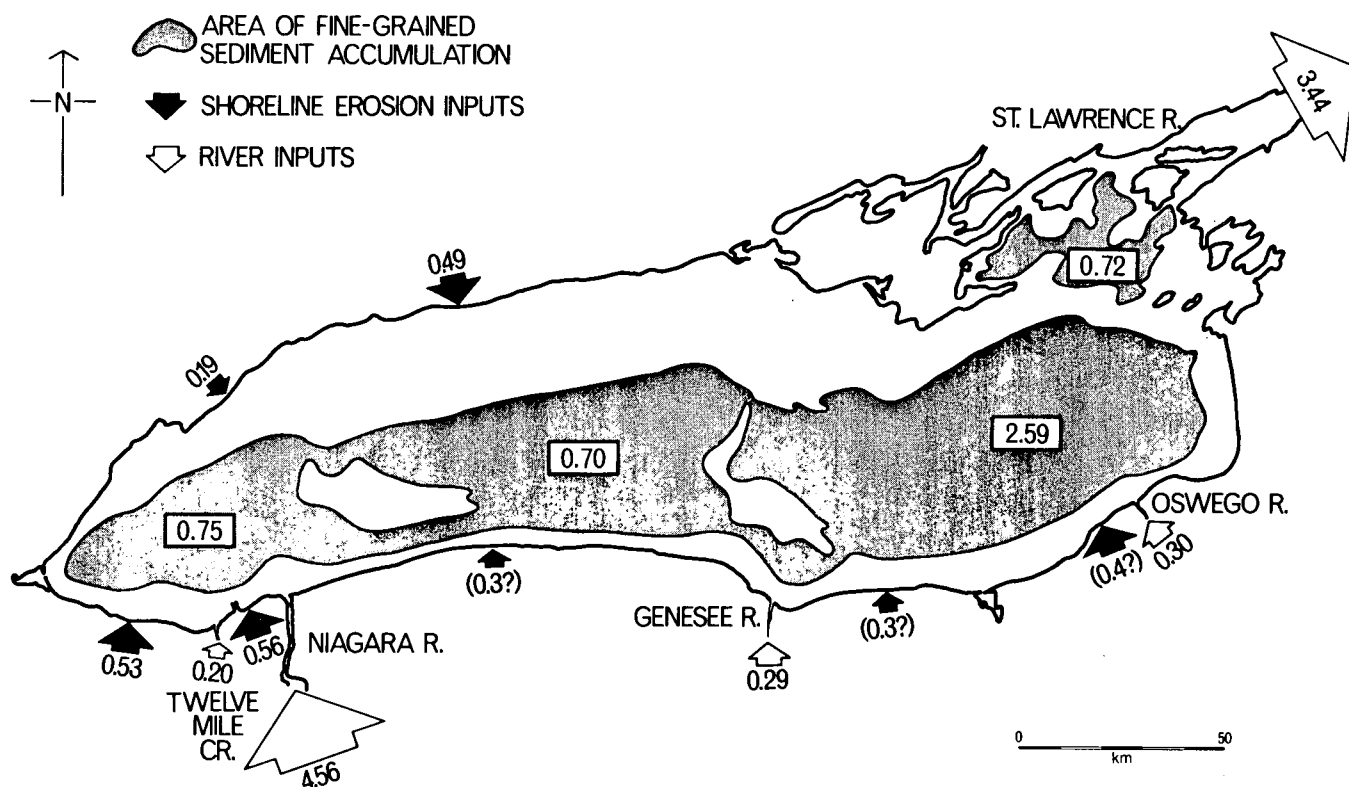 AREA OF FINE-GRAINED
SEDIMENT ACCUMULATION
N
SHORELINE EROSION INPUTS
RIVER INPUTS
3.44
ST. LAWRENCE R.
0.49
0.72
0.19
2.59
0.70
0.75
OSWEGO R.
(0.4?)
0.30
(0.3?)
GENESEE R.
(0.3?)
NIAGARA R.
0.53
0.20
0.56
0.29
TWELVE
MILE
CR.
4.56
0 50
km